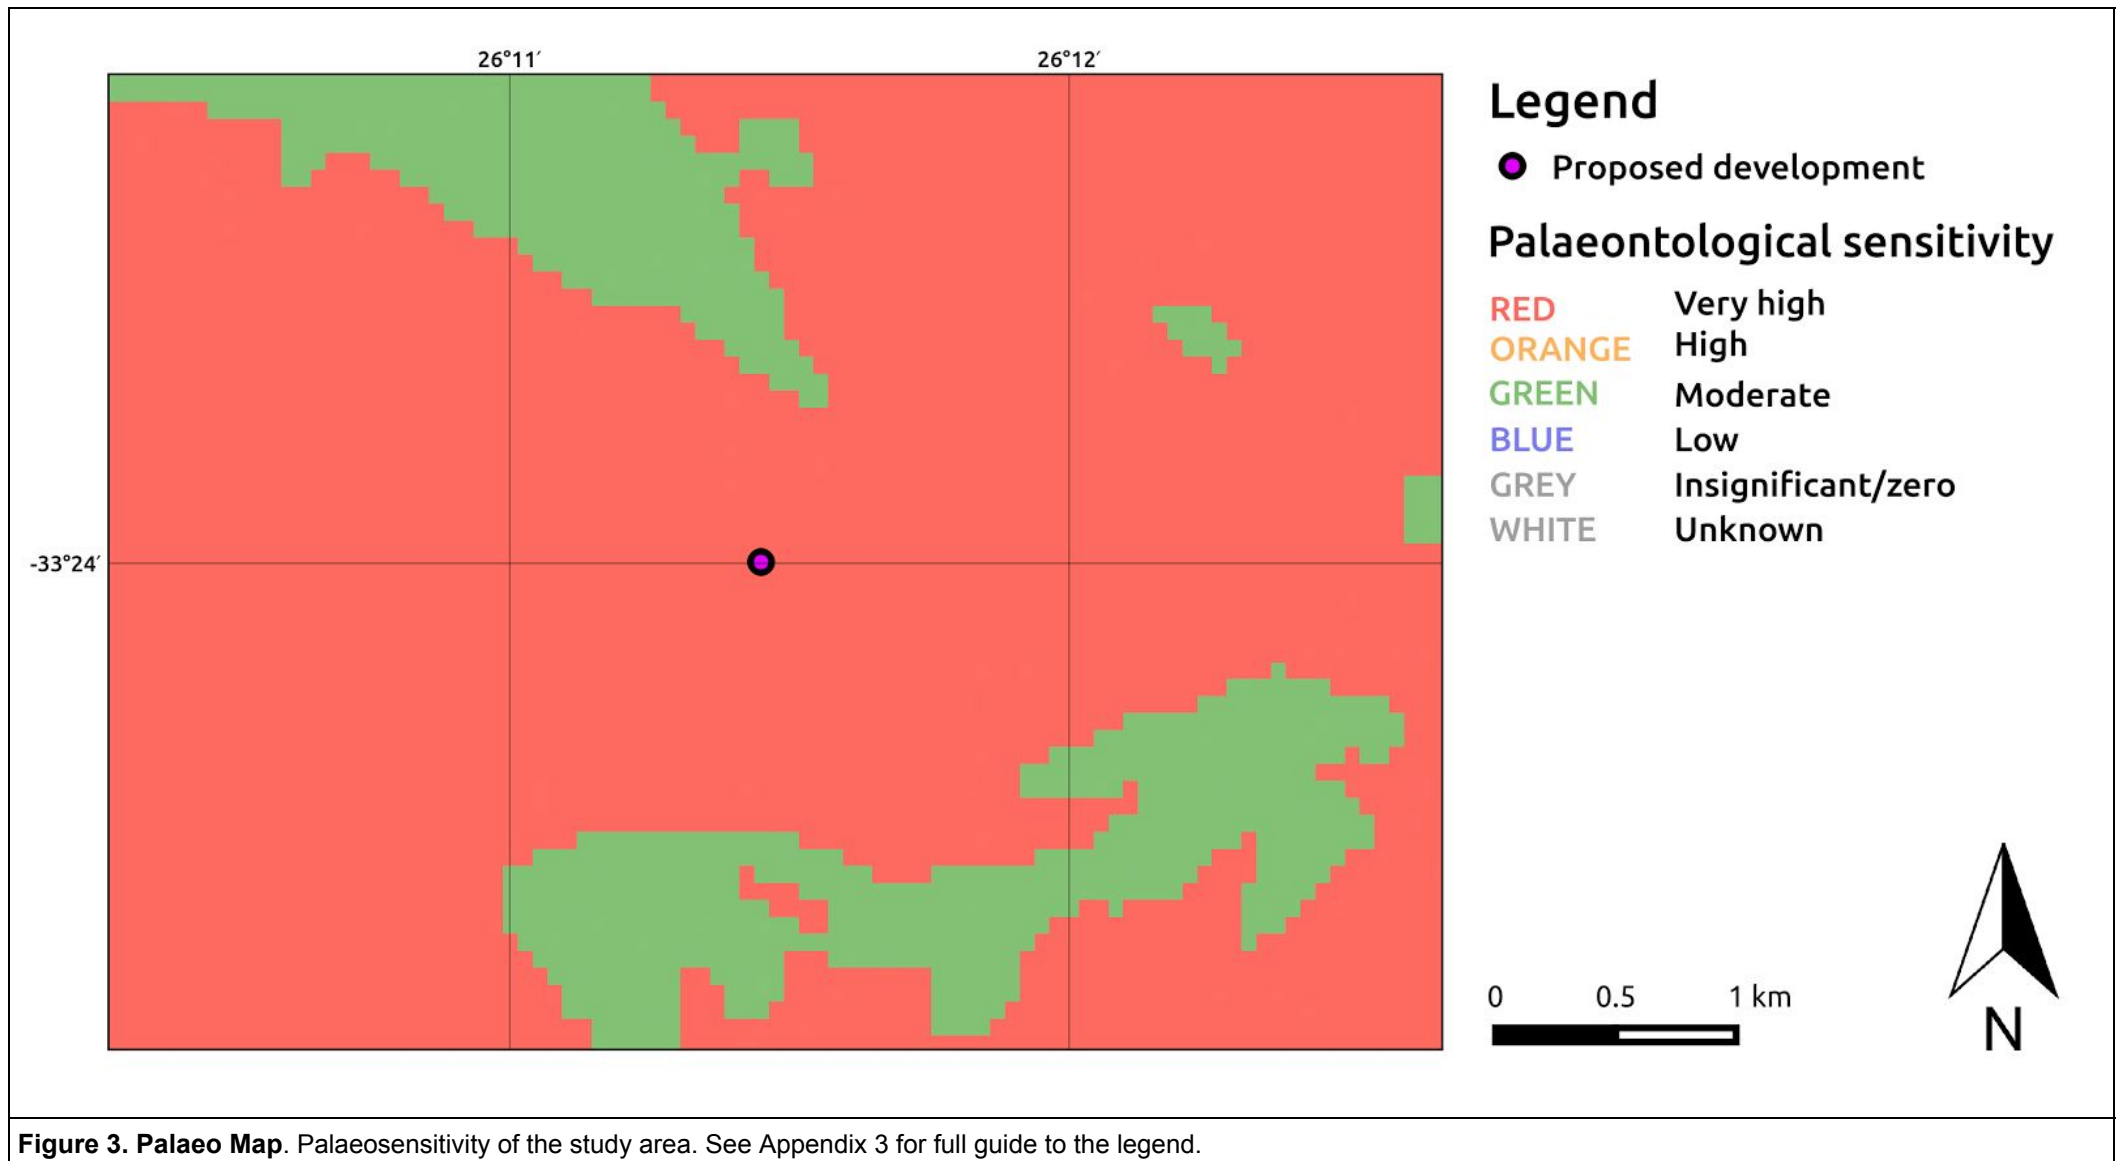 26°11′ 26°12′
-33°24′
Legend
Proposed development
Palaeontological sensitivity
RED Very high
ORANGE High
GREEN Moderate
BLUE Low
GREY Insignificant/zero
WHITE Unknown
0 0.5 1 km
N
Figure 3. Palaeo Map. Palaeosensitivity of the study area. See Appendix 3 for full guide to the legend.